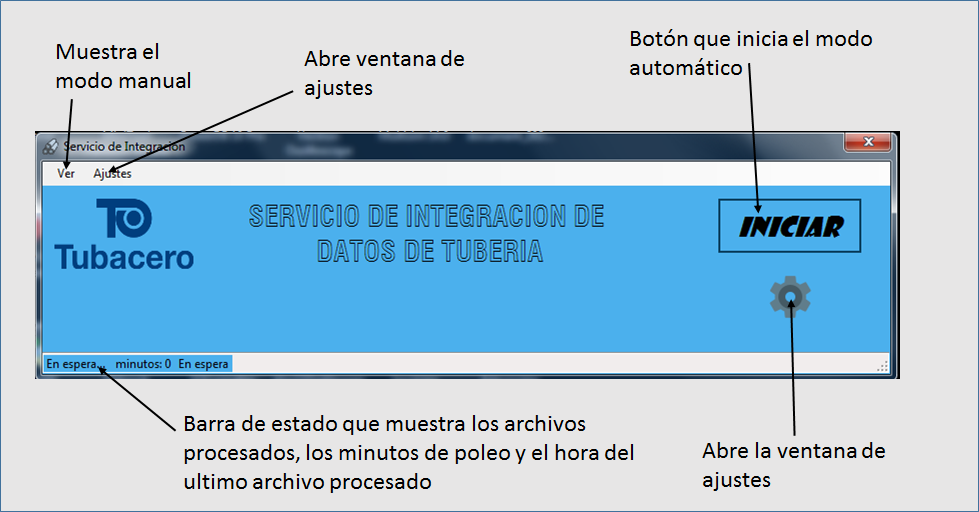 Muestra el
modo manual
Abre ventana de
ajustes
Botón que inicia el modo
automático
Servicio de Integración
Ver Ajustes
Tubacero
SERVICIO DE INTEGRACION DE
DATOS DE TUBERIA
INICIAR
En espera... minutos: 0 En espera
Barra de estado que muestra los archivos
procesados, los minutos de poleo y el hora del
ultimo archivo procesado
Abre la ventana de
ajustes